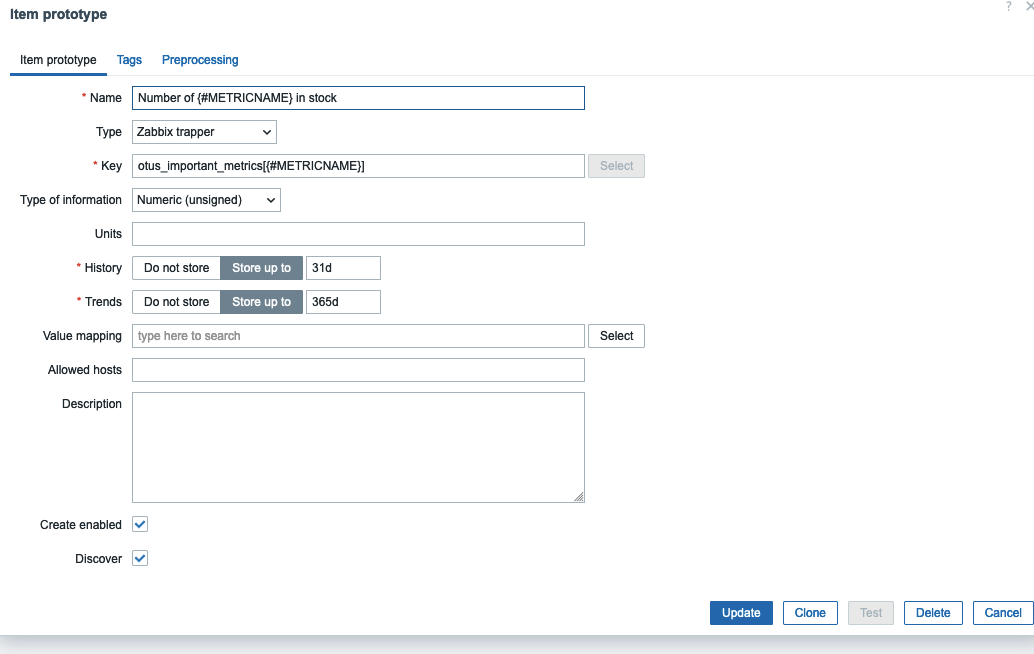 Item prototype
?
Item prototype Tags Preprocessing
* Name Number of {#METRICNAME} in stock
Type Zabbix trapper
* Key otus_important_metrics[{#METRICNAME}] Select
Type of information Numeric (unsigned)
Units
* History Do not store Store up to 31d
* Trends Do not store Store up to 365d
Value mapping type here to search Select
Allowed hosts
Description
Create enabled
Discover
Update Clone Test Delete Cancel